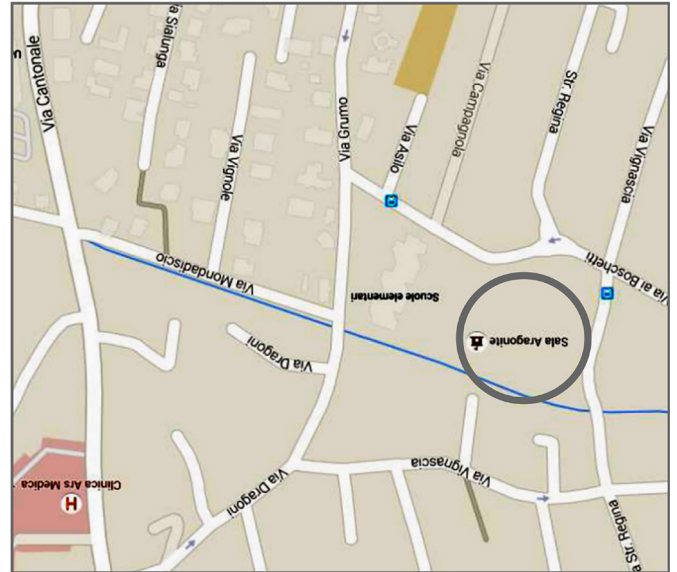 Via Sialunga
Via Cantonale
Via Vignole
Via Grumo
Via Asilo
Via Campagnola
Str. Regina
Via Vignascia
Via Mondadiscio
Scuole elementari
Via ai Boschetti
Sala Aragonite
Via Dragoni
Via Vignascia
Via Dragoni
Clinica Ars Medica
H
Str. Regina